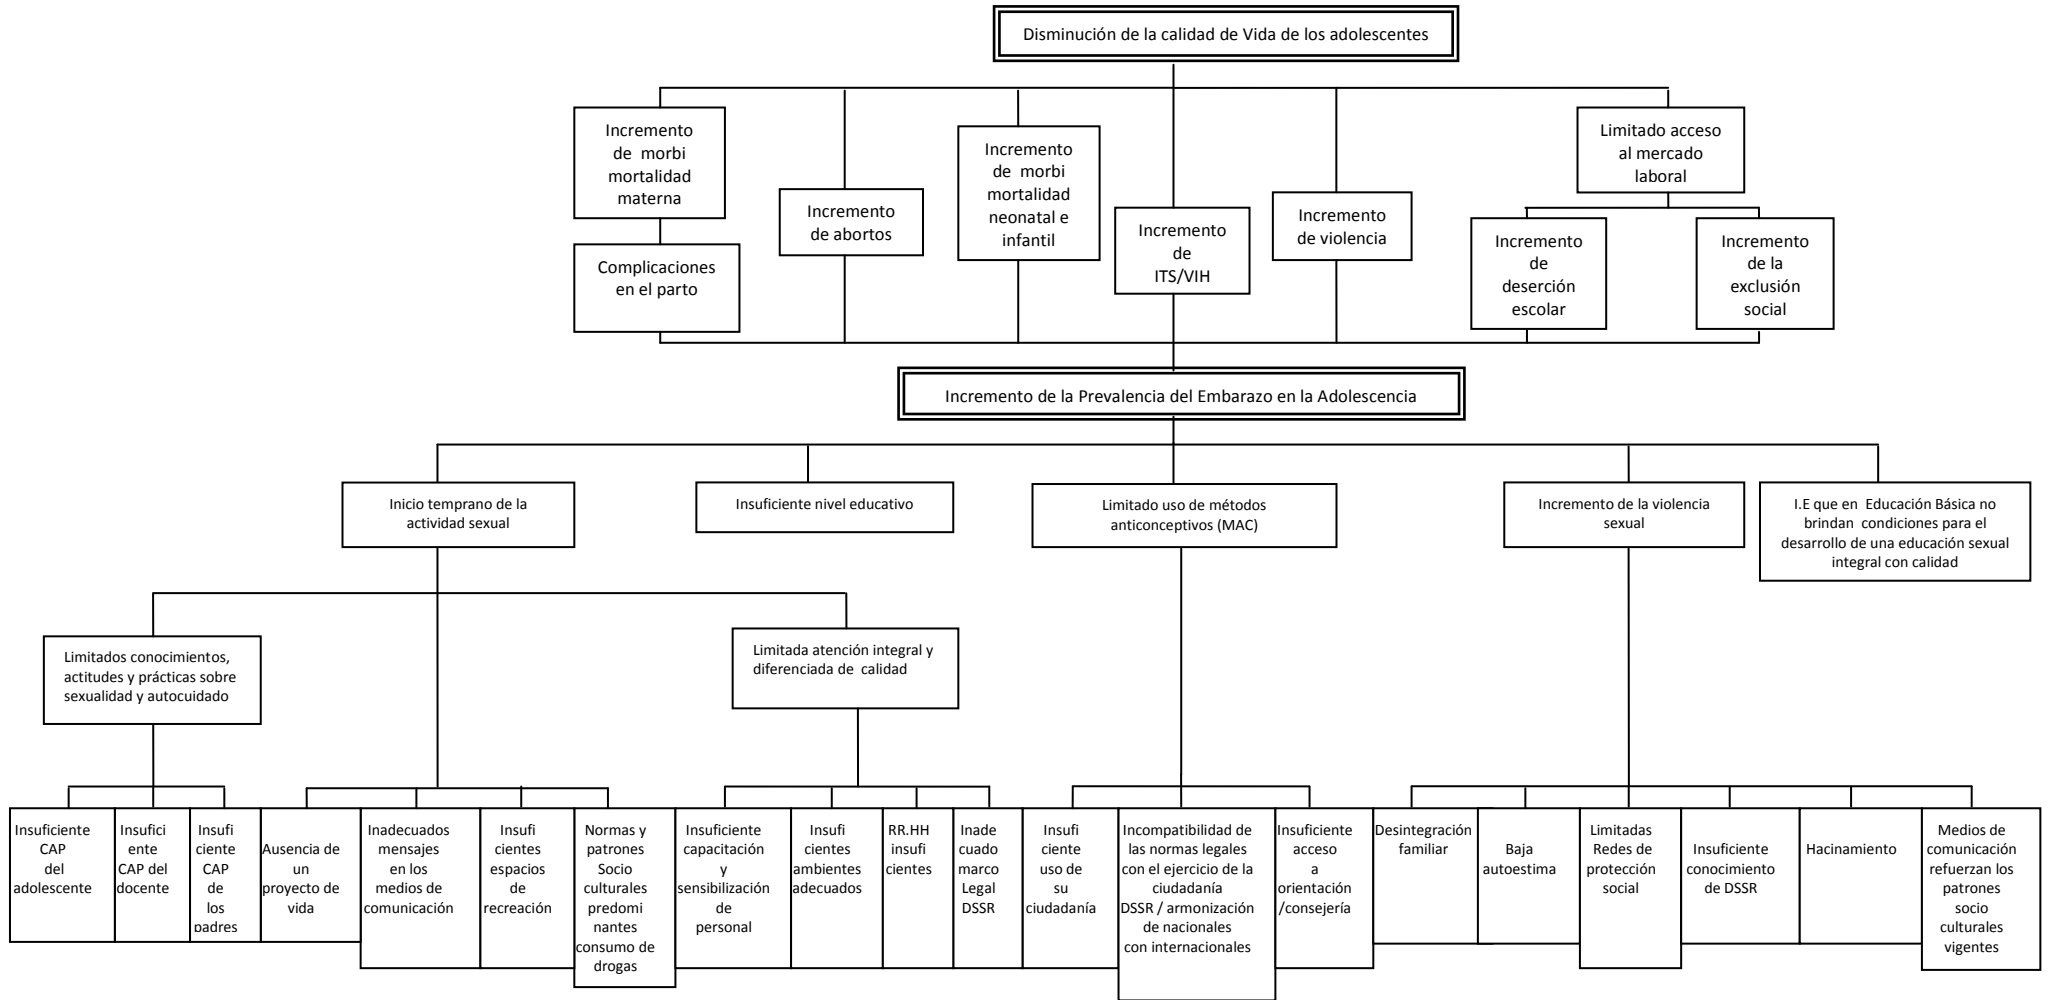 Disminución de la calidad de Vida de los adolescentes
Incremento
de morbi
mortalidad
materna
Complicaciones
en el parto
Incremento
de abortos
Incremento
de morbi
mortalidad
neonatal e
infantil
Incremento
de
ITS/VIH
Incremento
de violencia
Limitado acceso
al mercado
laboral
Incremento
de
deserción
escolar
Incremento
de la
exclusión
social
Incremento de la Prevalencia del Embarazo en la Adolescencia
Inicio temprano de la
actividad sexual
Insuficiente nivel educativo
Limitado uso de métodos
anticonceptivos (MAC)
Incremento de la violencia
sexual
I.E que en Educación Básica no
brindan condiciones para el
desarrollo de una educación sexual
integral con calidad
Limitados conocimientos,
actitudes y prácticas sobre
sexualidad y autocuidado
Limitada atención integral y
diferenciada de calidad
Insuficiente
CAP
del
adolescente
Insufici
ente
CAP del
docente
Insufi
ciente
CAP
de
los
padres
Ausencia de
un
proyecto de
vida
Inadecuados
mensajes
en los
medios de
comunicación
Insufi
cientes
espacios
de
recreación
Normas y
patrones
Socio
culturales
predomi
nantes
consumo de
drogas
Insuficiente
capacitación
y
sensibilización
de
personal
Insufi
cientes
ambientes
adecuados
RR.HH
insufi
cientes
Inade
cuado
marco
Legal
DSSR
Insufi
ciente
uso de
su
ciudadanía
Incompatibilidad de
las normas legales
con el ejercicio de la
ciudadanía
DSSR / armonización
de nacionales
con internacionales
Insuficiente
acceso
a
orientación
/consejería
Desintegración
familiar
Baja
autoestima
Limitadas
Redes de
protección
social
Insuficiente
conocimiento
de DSSR
Hacinamiento
Medios de
comunicación
refuerzan los
patrones
socio
culturales
vigentes